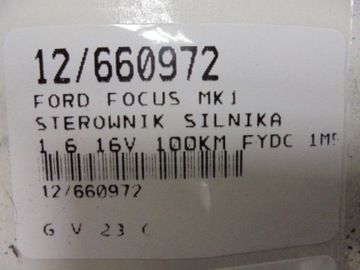 12/660972
FORD FOCUS MK1
STEROWNIK SILNIKA
1 6 16V 100KM FYDC
12/660972
G V 23